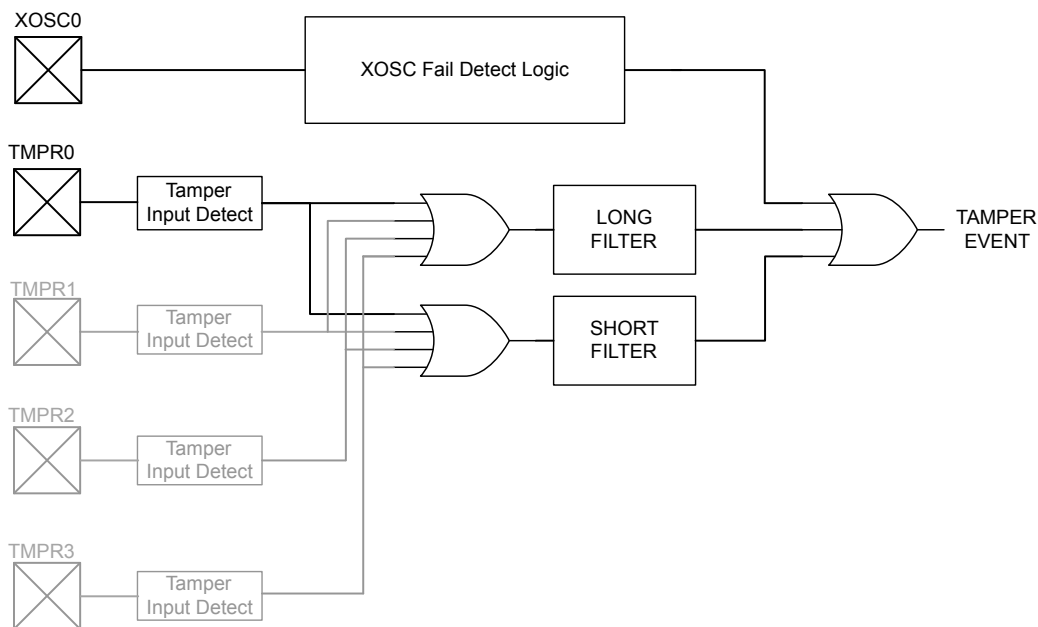 XOSC0
XOSC Fail Detect Logic
TMPR0
Tamper
Input Detect
LONG
FILTER
TAMPER
EVENT
TMPR1
Tamper
Input Detect
SHORT
FILTER
TMPR2
Tamper
Input Detect
TMPR3
Tamper
Input Detect